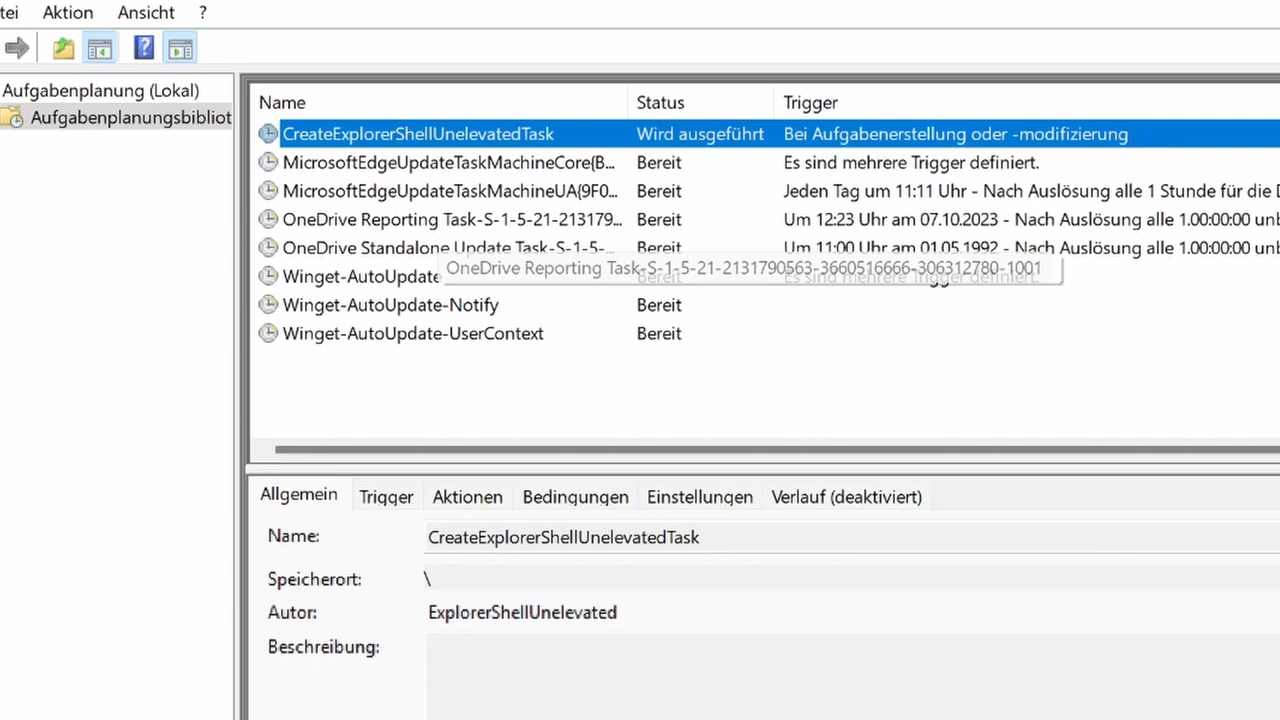 tei Aktion Ansicht ?
Aufgabenplanung (Lokal)
Aufgabenplanungsbibliot
Name Status Trigger
CreateExplorerShellUnelevatedTask Wird ausgeführt Bei Aufgabenerstellung oder -modifizierung
MicrosoftEdgeUpdateTaskMachineCore{B... Bereit Es sind mehrere Trigger definiert.
MicrosoftEdgeUpdateTaskMachineUA{9F0... Bereit Jeden Tag um 11:11 Uhr - Nach Auslösung alle 1 Stunde für die D
OneDrive Reporting Task-S-1-5-21-213179... Bereit Um 12:23 Uhr am 07.10.2023 - Nach Auslösung alle 1.00:00:00 unb
OneDrive Standalone Update Task-S-1-5-... Bereit Um 11:00 Uhr am 01.05.1992 - Nach Auslösung alle 1.00:00:00 unb
OneDrive Reporting Task-S-1-5-21-2131790563-3660516666-306312780-1001
Winget-AutoUpdate Bereit Es sind mehrere Trigger definiert.
Winget-AutoUpdate-Notify Bereit
Winget-AutoUpdate-UserContext Bereit
Allgemein Trigger Aktionen Bedingungen Einstellungen Verlauf (deaktiviert)
Name: CreateExplorerShellUnelevatedTask
Speicherort: \
Autor: ExplorerShellUnelevated
Beschreibung: